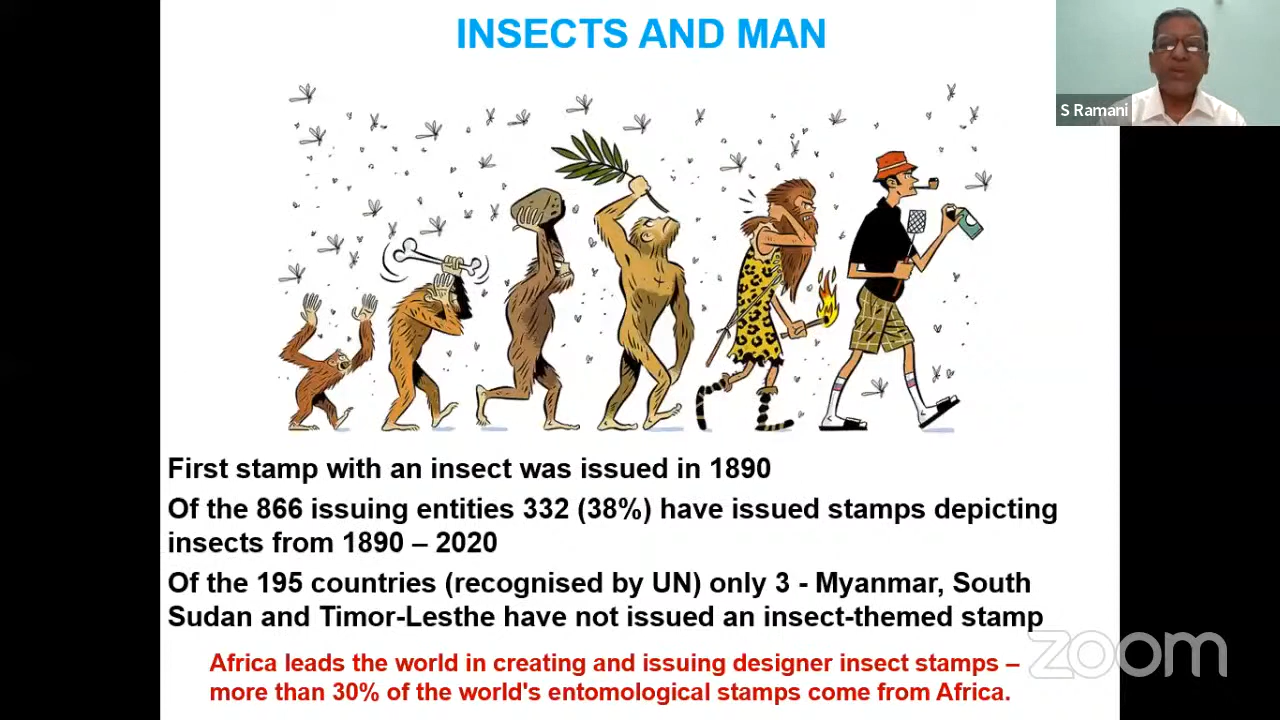 INSECTS AND MAN
S Ramani
First stamp with an insect was issued in 1890
Of the 866 issuing entities 332 (38%) have issued stamps depicting
insects from 1890 – 2020
Of the 195 countries (recognised by UN) only 3 - Myanmar, South
Sudan and Timor-Lesthe have not issued an insect-themed stamp
Africa leads the world in creating and issuing designer insect stamps –
more than 30% of the world's entomological stamps come from Africa.
zoom